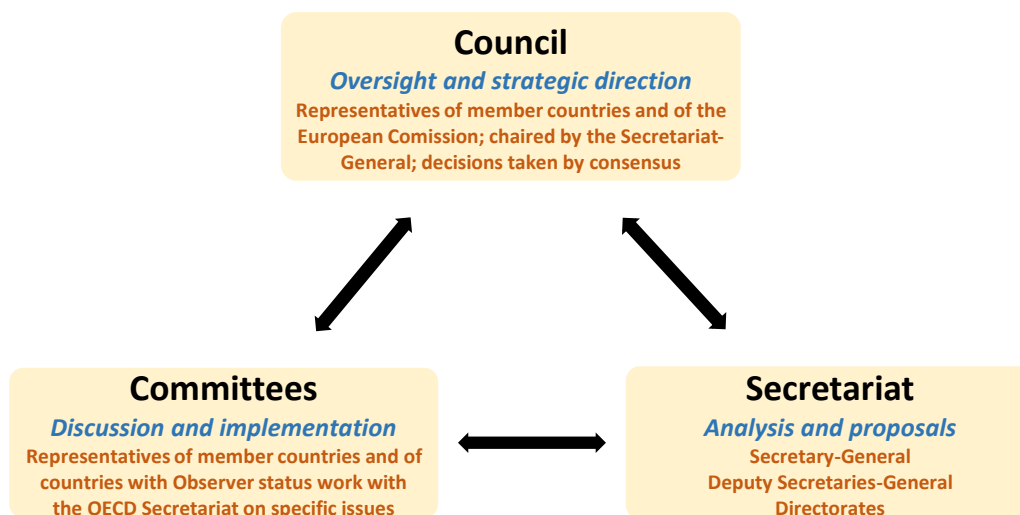 Council
Oversight and strategic direction
Representatives of member countries and of the
European Comission; chaired by the Secretariat-
General; decisions taken by consensus
Committees
Discussion and implementation
Representatives of member countries and of
countries with Observer status work with
the OECD Secretariat on specific issues
Secretariat
Analysis and proposals
Secretary-General
Deputy Secretaries-General
Directorates